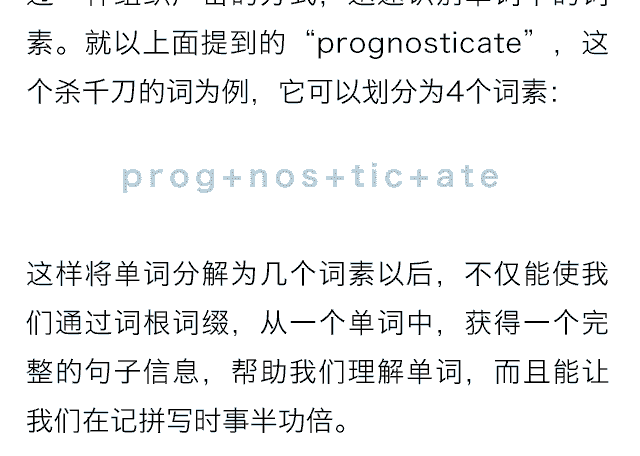 素。就以上面提到的“prognosticate”，这
个杀千刀的词为例，它可以划分为4个词素：
prog+nos+tic+ate
这样将单词分解为几个词素以后，不仅能使我
们通过词根词缀，从一个单词中，获得一个完
整的句子信息，帮助我们理解单词，而且能让
我们在记拼写时事半功倍。